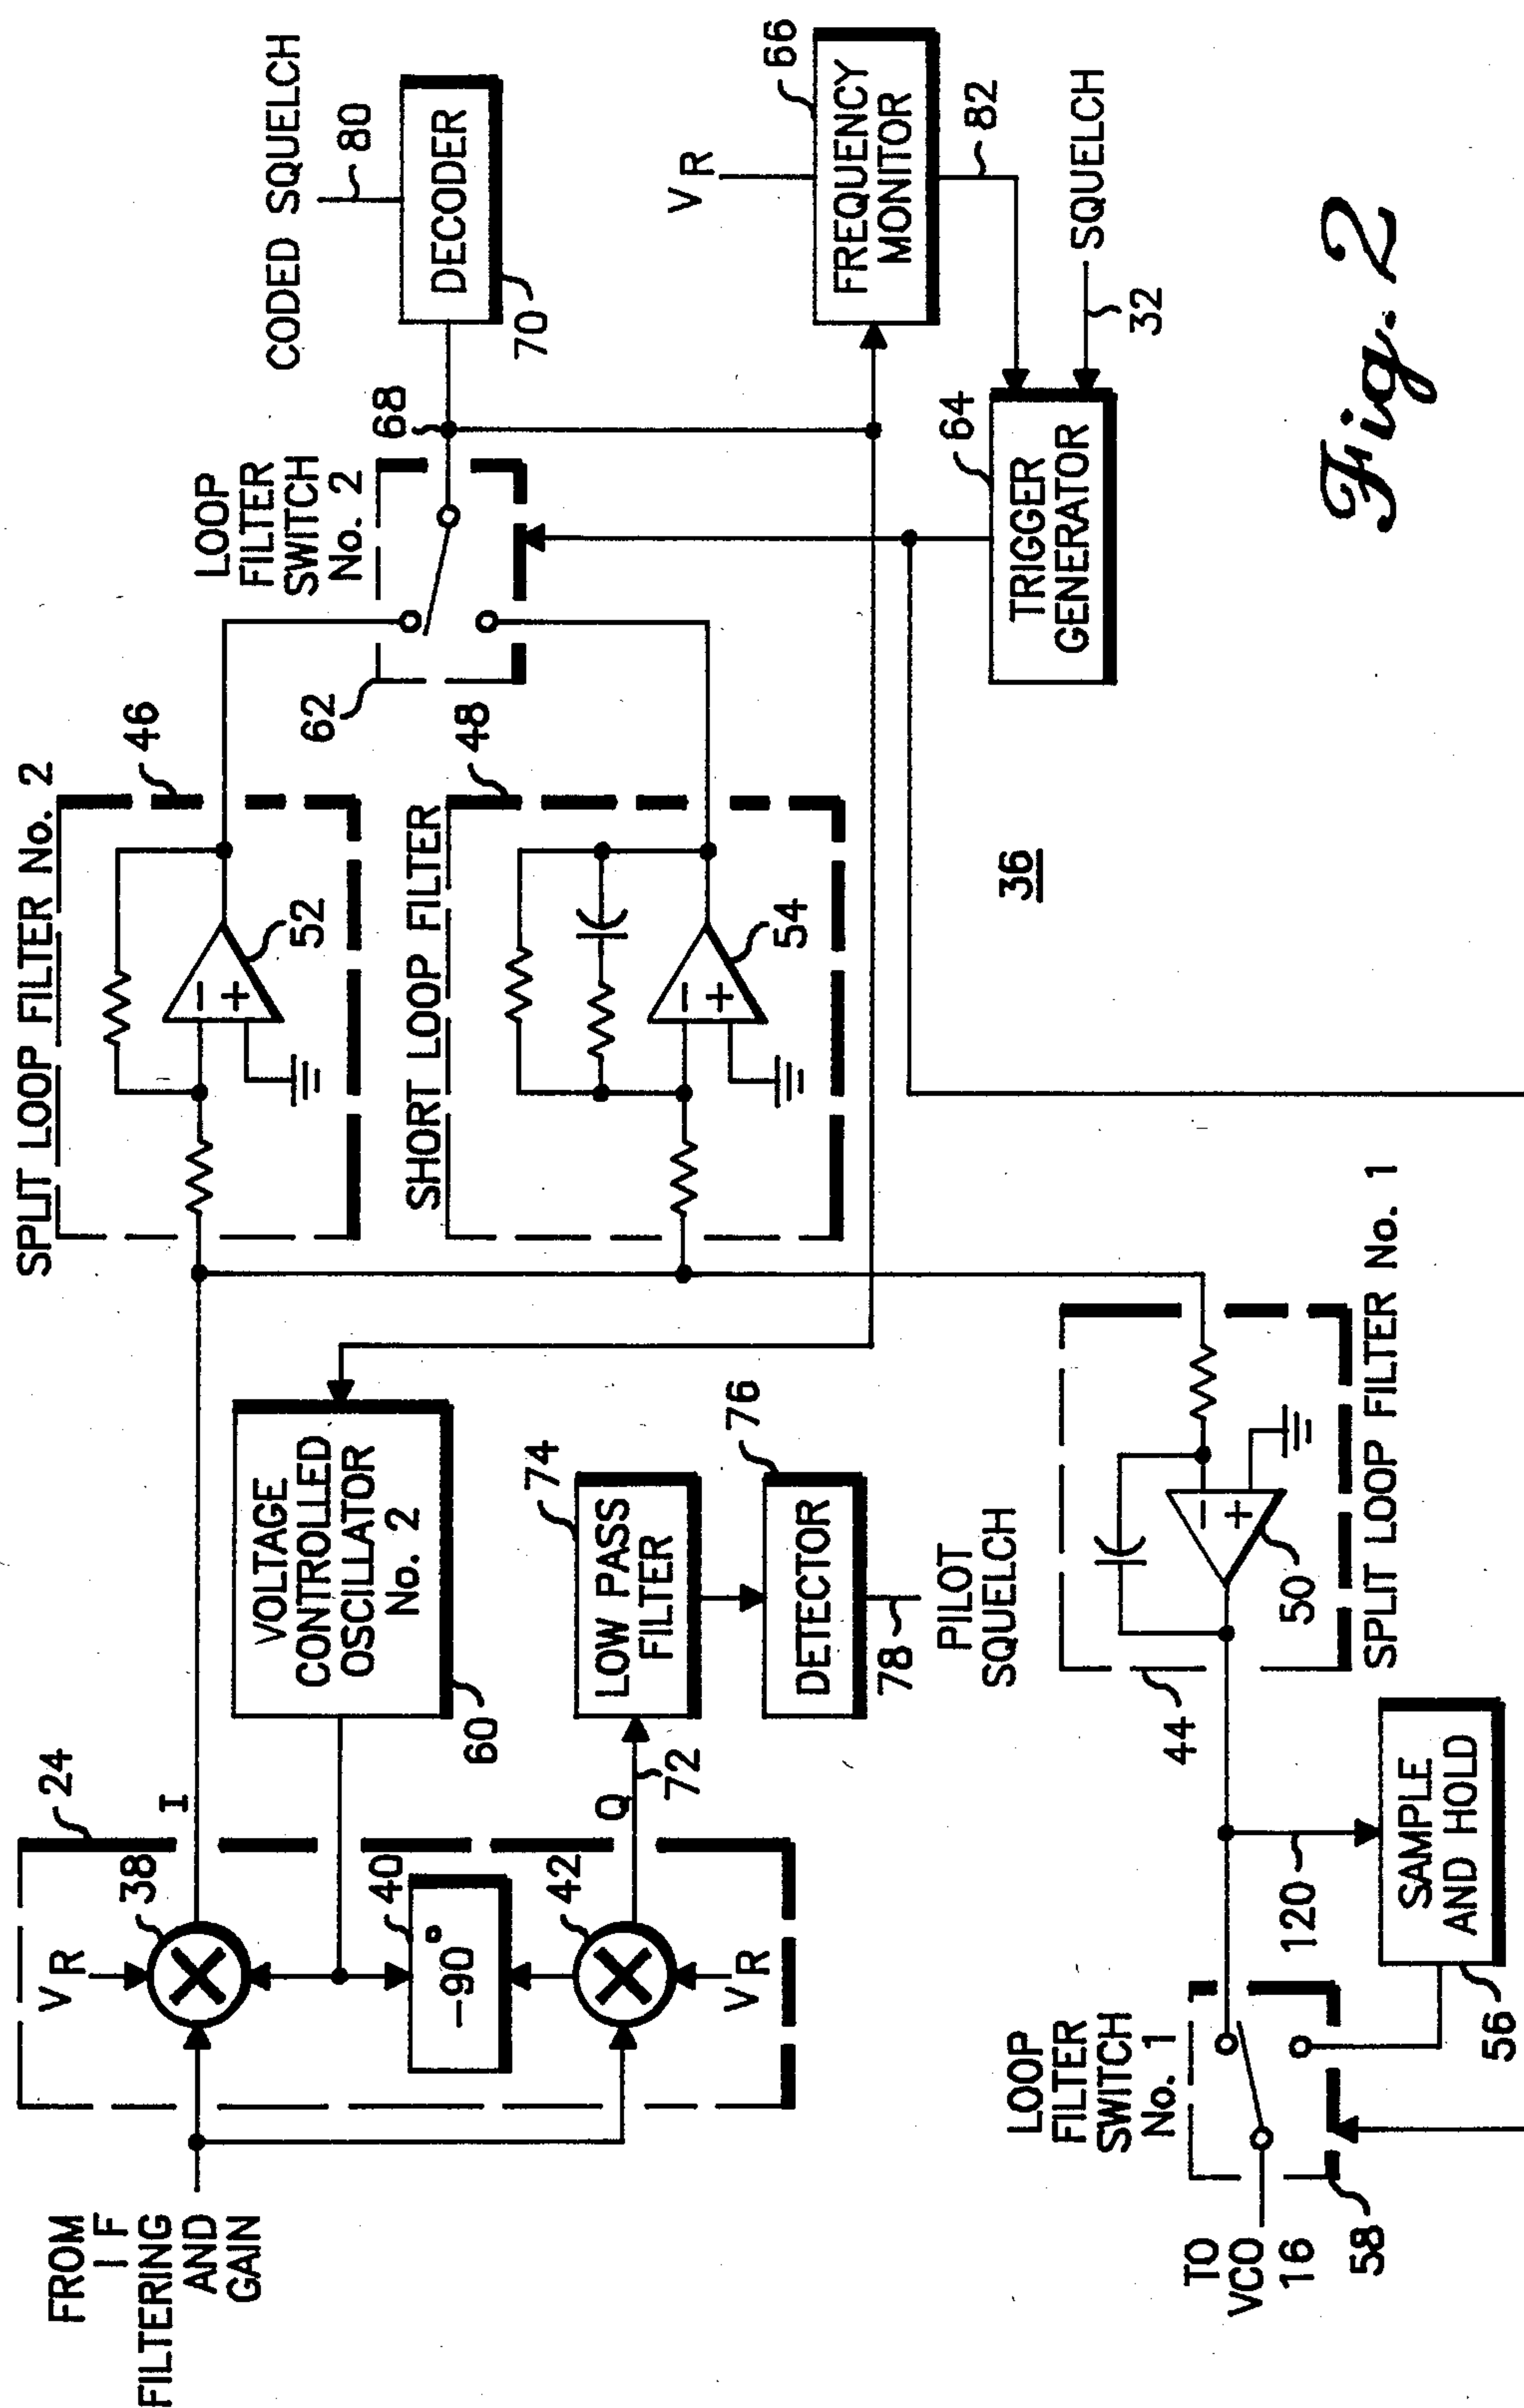 SPLIT LOOP FILTER No. 2
46
52
- +
SHORT LOOP FILTER
48
54
- +
LOOP
FILTER
SWITCH
No. 2
62
68
CODED SQUELCH
80
DECODER
70
66
VR
FREQUENCY
MONITOR
82
SQUELCH
32
64
TRIGGER
GENERATOR
36
24
VR
38
I
40
-90°
42
VR
Q
72
FROM
I F
FILTERING
AND
GAIN
VOLTAGE
CONTROLLED
OSCILLATOR
No. 2
60
74
LOW PASS
FILTER
76
DETECTOR
78
PILOT
SQUELCH
SPLIT LOOP FILTER No. 1
44
50
- +
120
SAMPLE
AND HOLD
56
LOOP
FILTER
SWITCH
No. 1
58
TO
VCO
16
Fig. 2